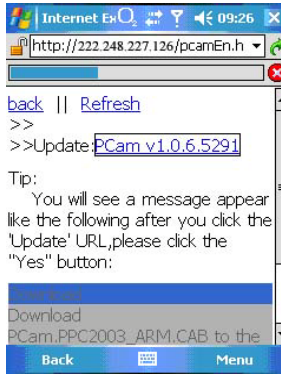 Internet Ex O2 09:26
http://222.248.227.126/pcamEn.h
back || Refresh
>>
>>Update:PCam v1.0.6.5291
Tip:
You will see a message appear
like the following after you click the
'Update' URL,please click the
"Yes" button:
Download
Download
PCam.PPC2003_ARM.CAB to the
Back Menu